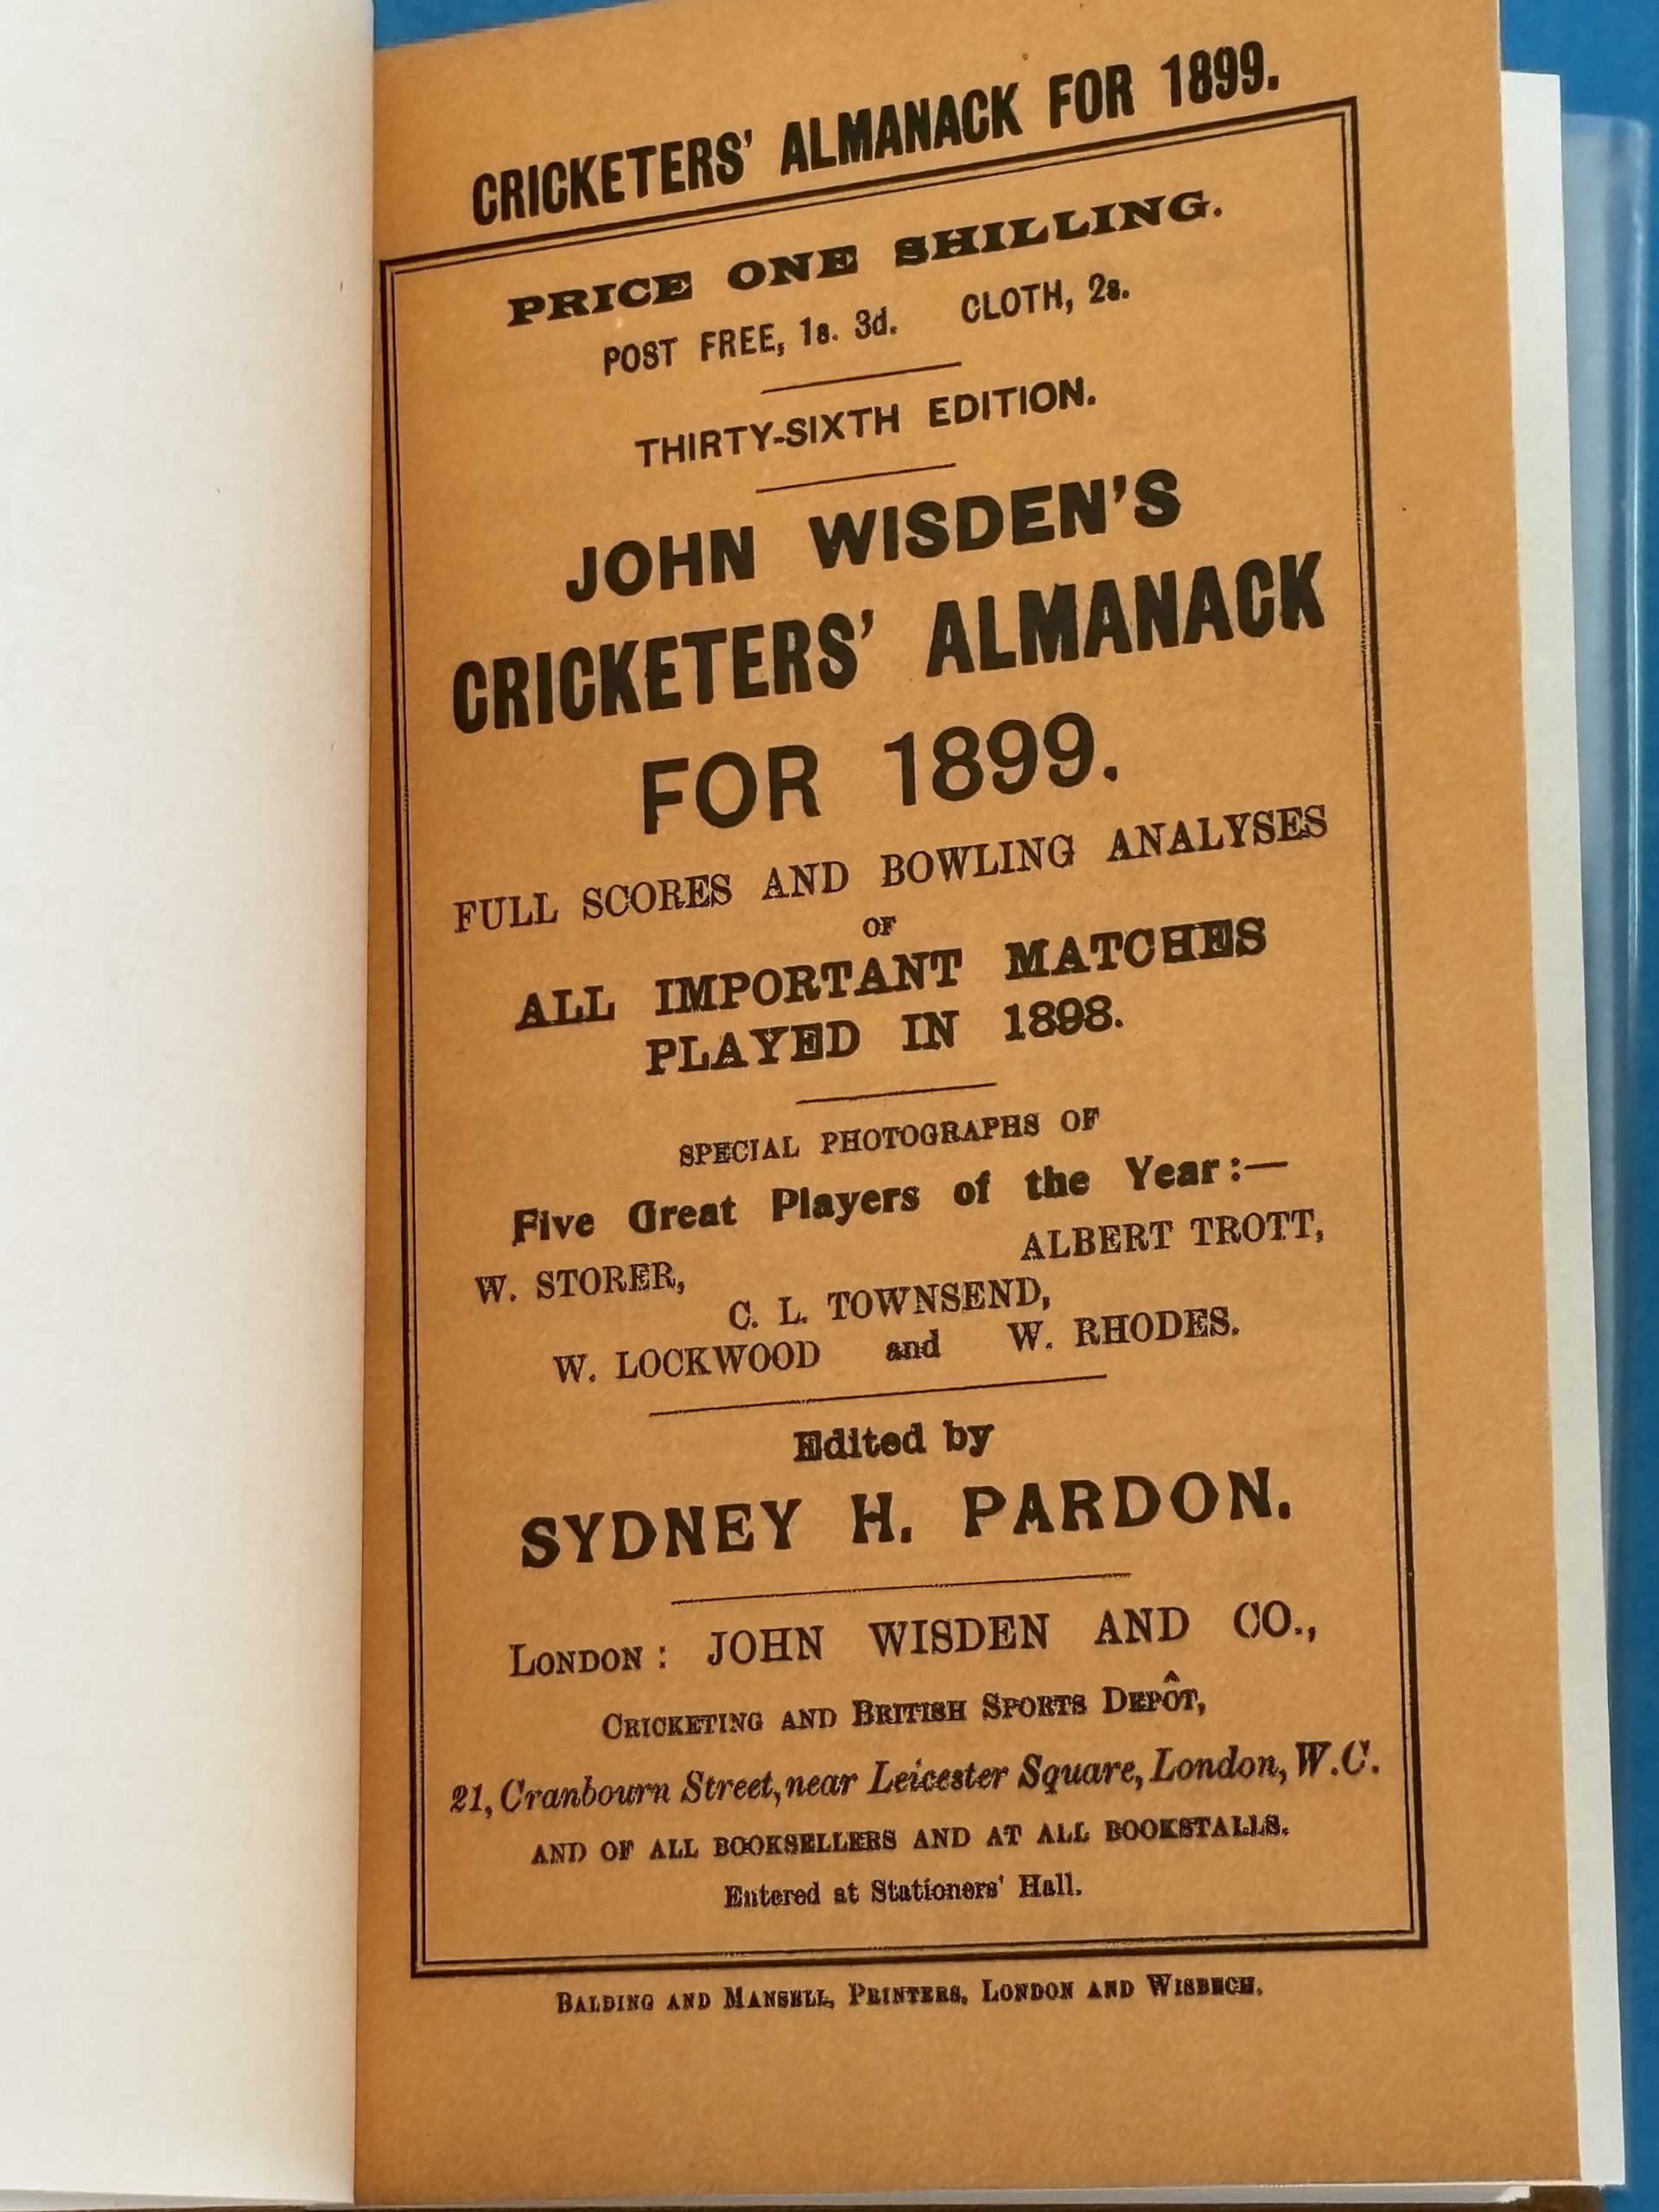 CRICKETERS' ALMANACK FOR 1899.
PRICE ONE SHILLING.
POST FREE, 1s. 3d. CLOTH, 2s.
THIRTY-SIXTH EDITION.
JOHN WISDEN'S
CRICKETERS' ALMANACK
FOR 1899.
FULL SCORES AND BOWLING ANALYSES
OF
ALL IMPORTANT MATCHES
PLAYED IN 1898.
SPECIAL PHOTOGRAPHS OF
Five Great Players of the Year:—
W. STORER, ALBERT TROTT,
C. L. TOWNSEND,
W. LOCKWOOD and W. RHODES.
Edited by
SYDNEY H. PARDON.
LONDON: JOHN WISDEN AND CO.,
CRICKETING AND BRITISH SPORTS DEPÔT,
21, Cranbourn Street, near Leicester Square, London, W.C.
AND OF ALL BOOKSELLERS AND AT ALL BOOKSTALLS.
Entered at Stationers' Hall.
BALDING AND MANSELL, PRINTERS, LONDON AND WISBECH.